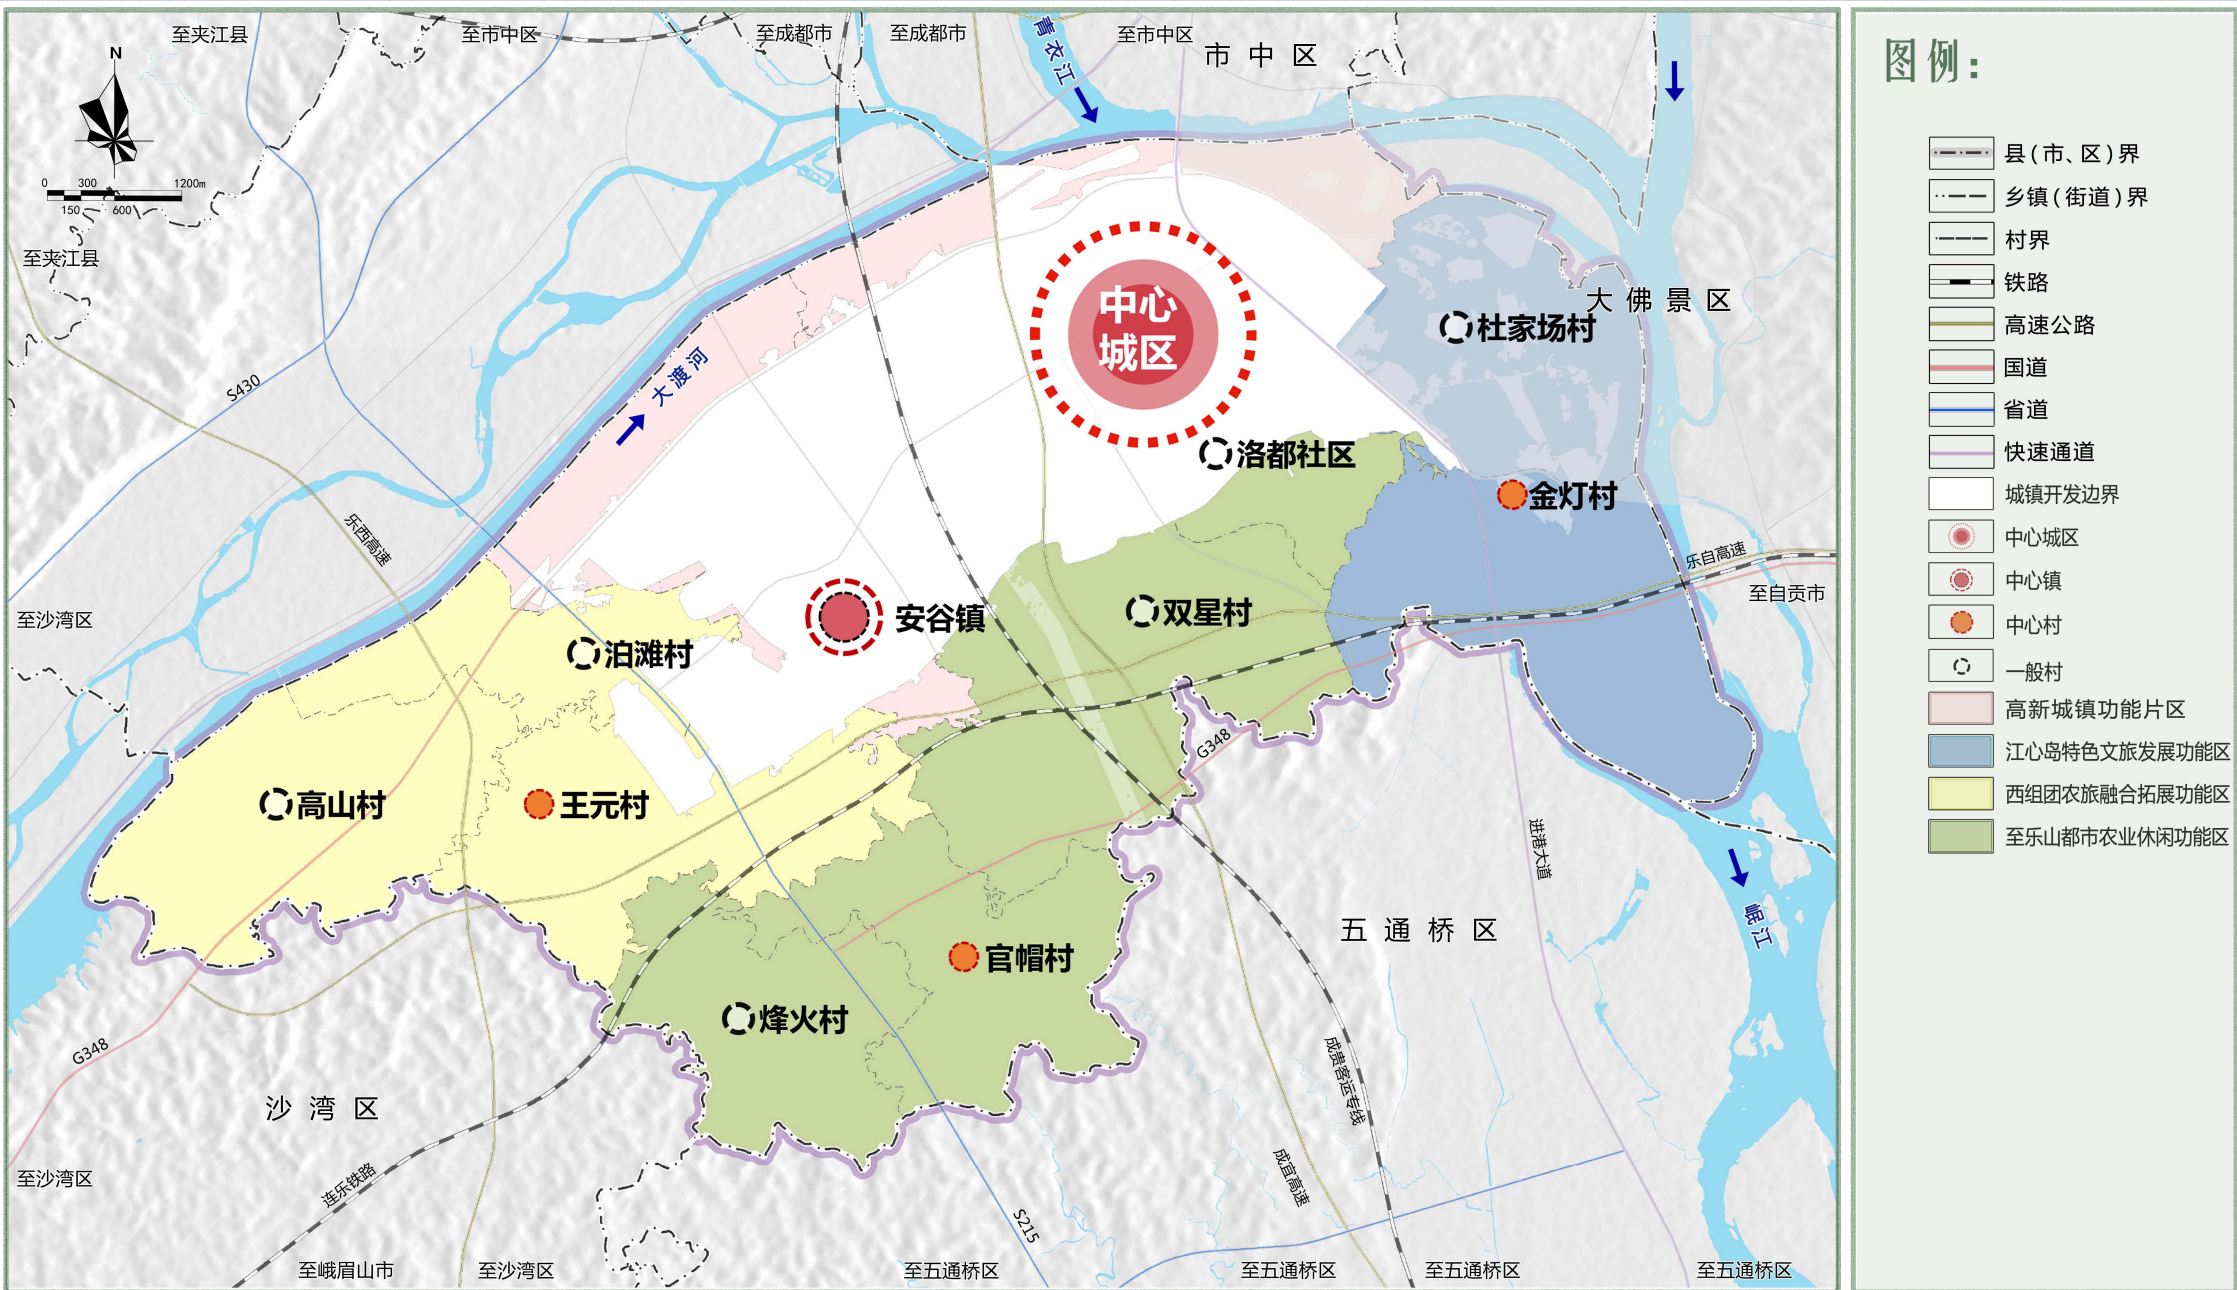 至夹江县
至市中区
至成都市
至成都市
至市中区
市中区
青衣江
N
0 300 1200m
150 600
至夹江县
大佛景区
中心
城区
杜家场村
大渡河
S430
洛都社区
金灯村
乐西高速
乐自高速
至自贡市
至沙湾区
安谷镇
双星村
泊滩村
G348
高山村
王元村
进港大道
五通桥区
岷江
官帽村
烽火村
G348
成贵客运专线
沙湾区
至沙湾区
连乐铁路
成宜高速
S215
至峨眉山市
至沙湾区
至五通桥区
至五通桥区
至五通桥区
至五通桥区
图例:
县(市、区)界
乡镇(街道)界
村界
铁路
高速公路
国道
省道
快速通道
城镇开发边界
中心城区
中心镇
中心村
一般村
高新城镇功能片区
江心岛特色文旅发展功能区
西组团农旅融合拓展功能区
至乐山都市农业休闲功能区